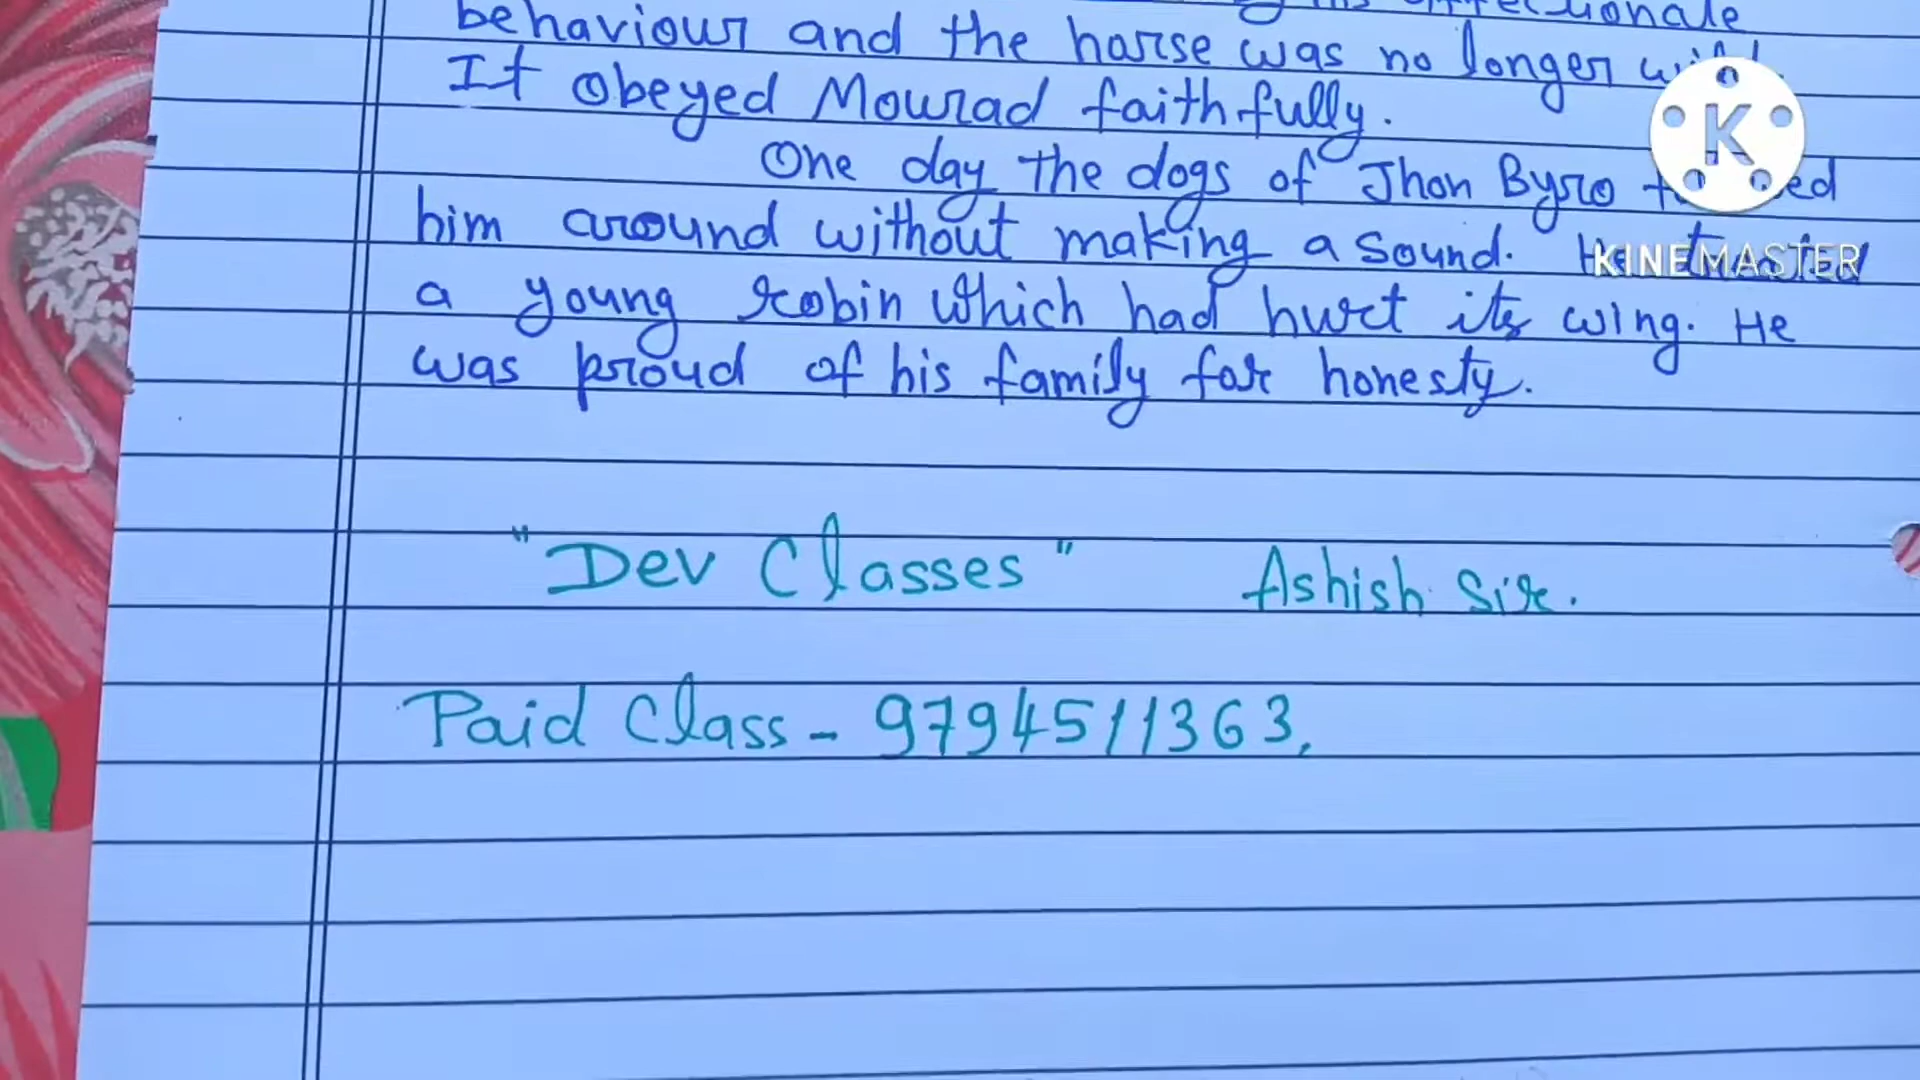 behaviour and the horse was no longer
It obeyed Mourad faithfully.
One day the dogs of Jhon Byro
him around without making a sound. He
a young robin which had hurt its wing. He
was proud of his family for honesty.
"Dev Classes" Ashish Sir.
Paid Class - 9794511363,
K
KINEMASTER